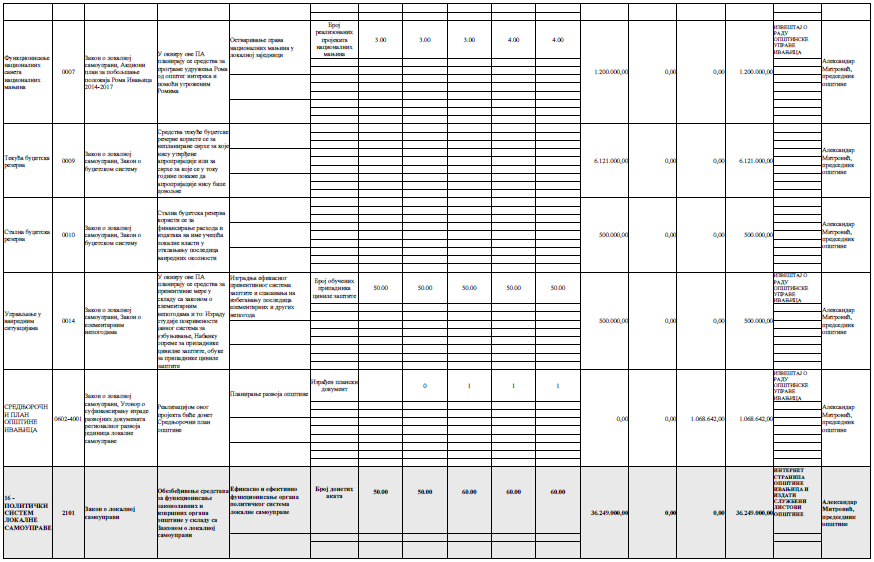 Функционисање
националних
савета
националних
мањина
0007
Закон о локалној
самоуправи, Акциони
план за побољшање
положаја Рома Ивањица
2014-2017
У оквиру ове ПА
планирају се средства за
програме удружења Рома
од општег интереса и
помоћи угроженим
Ромима
Остваривање права
националних мањина у
локалној заједници
Број
реализованих
пројеката
националних
мањина
3.00
3.00
3.00
4.00
4.00
1.200.000,00
0,00
0,00
1.200.000,00
ИЗВЕШТАЈ О
РАДУ
ОПШТИНСКЕ
УПРАВЕ
ИВАЊИЦА
Александар
Митровић,
председник
општине
Текућа буџетска
резерва
0009
Закон о локалној
самоуправи, Закон о
буџетском систему
Средства текуће буџетске
резерве користе се за
непланиране сврхе за које
нису утврђене
апропријације или за
сврхе за које се у току
године покаже да
апропријације нису биле
довољне
6.121.000,00
0,00
0,00
6.121.000,00
Александар
Митровић,
председник
општине
Стална буџетска
резерва
0010
Закон о локалној
самоуправи, Закон о
буџетском систему
Стална буџетска резерва
користи се за
финансирање расхода и
издатака на име учешћа
локалне власти у
отклањању последица
ванредних околности
500.000,00
0,00
0,00
500.000,00
Александар
Митровић,
председник
општине
Управљање у
ванредним
ситуацијама
0014
Закон о локалној
самоуправи, Закон о
елементарним
непогодама
У оквиру ове ПА
планирају се средства за
превентивне мере у
складу са законом о
елементарним
непогодама и то: Израду
студије покривености
јавног система за
узбуњивање, Набавку
опреме за припаднике
цивилне заштите, обуке
за припаднике цивилне
заштите
Изградња ефикасног
превентивног система
заштите и спасавања на
избегавању последица
елементарних и других
непогода
Број обучених
припадника
цивилне заштите
50.00
50.00
50.00
50.00
50.00
500.000,00
0,00
0,00
500.000,00
ИЗВЕШТАЈ О
РАДУ
ОПШТИНСКЕ
УПРАВЕ
ИВАЊИЦА
Александар
Митровић,
председник
општине
СРЕДЊОРОЧН
И ПЛАН
ОПШТИНЕ
ИВАЊИЦА
0602-4001
Закон о локалној
самоуправи, Уговор о
суфинансирању израде
развојних докумената
регионалног развоја
јединица локалне
самоуправе
Реализацијом овог
пројекта биће донет
Средњорочни план
општине
Планирање развоја општине
Израђен плански
документ
0
1
1
1
0,00
0,00
1.068.642,00
1.068.642,00
ИЗВЕШТАЈ О
РАДУ
ОПШТИНСКЕ
УПРАВЕ
ИВАЊИЦА
Александар
Митровић,
председник
општине
16 -
ПОЛИТИЧКИ
СИСТЕМ
ЛОКАЛНЕ
САМОУПРАВЕ
2101
Закон о локалној
самоуправи
Обезбеђивење средстава
за функционисање
законодавних и
извршних органа
општине у складу са
Законом о локалној
самоуправи
Ефикасно и ефективно
функционисање органа
политичког система
локалне самоуправе
Број донетих
аката
50.00
50.00
60.00
60.00
60.00
36.249.000,00
0,00
0,00
36.249.000,00
ИНТЕРНЕТ
СТРАНИЦА
ОПШТИНЕ
ИВАЊИЦА И
ИЗДАТИ
СЛУЖБЕНИ
ЛИСТОВИ
ОПШТИНЕ
Александар
Митровић,
председник
општине